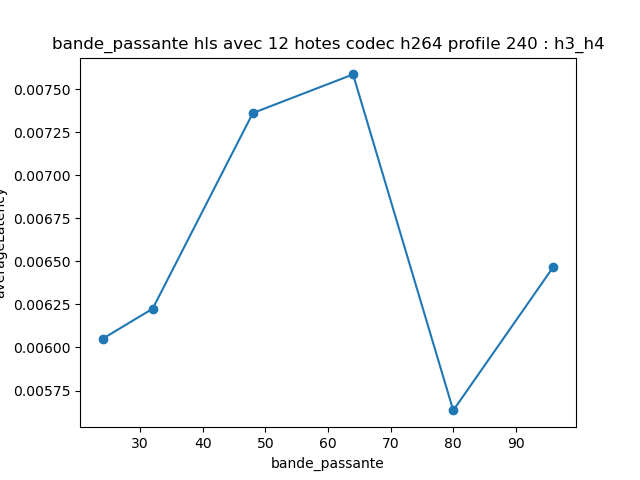 bande_passante hls avec 12 hotes codec h264 profile 240 : h3_h4
0.00750
0.00725
0.00700
0.00675
0.00650
0.00625
0.00600
0.00575
averageLatency
30 40 50 60 70 80 90
bande_passante